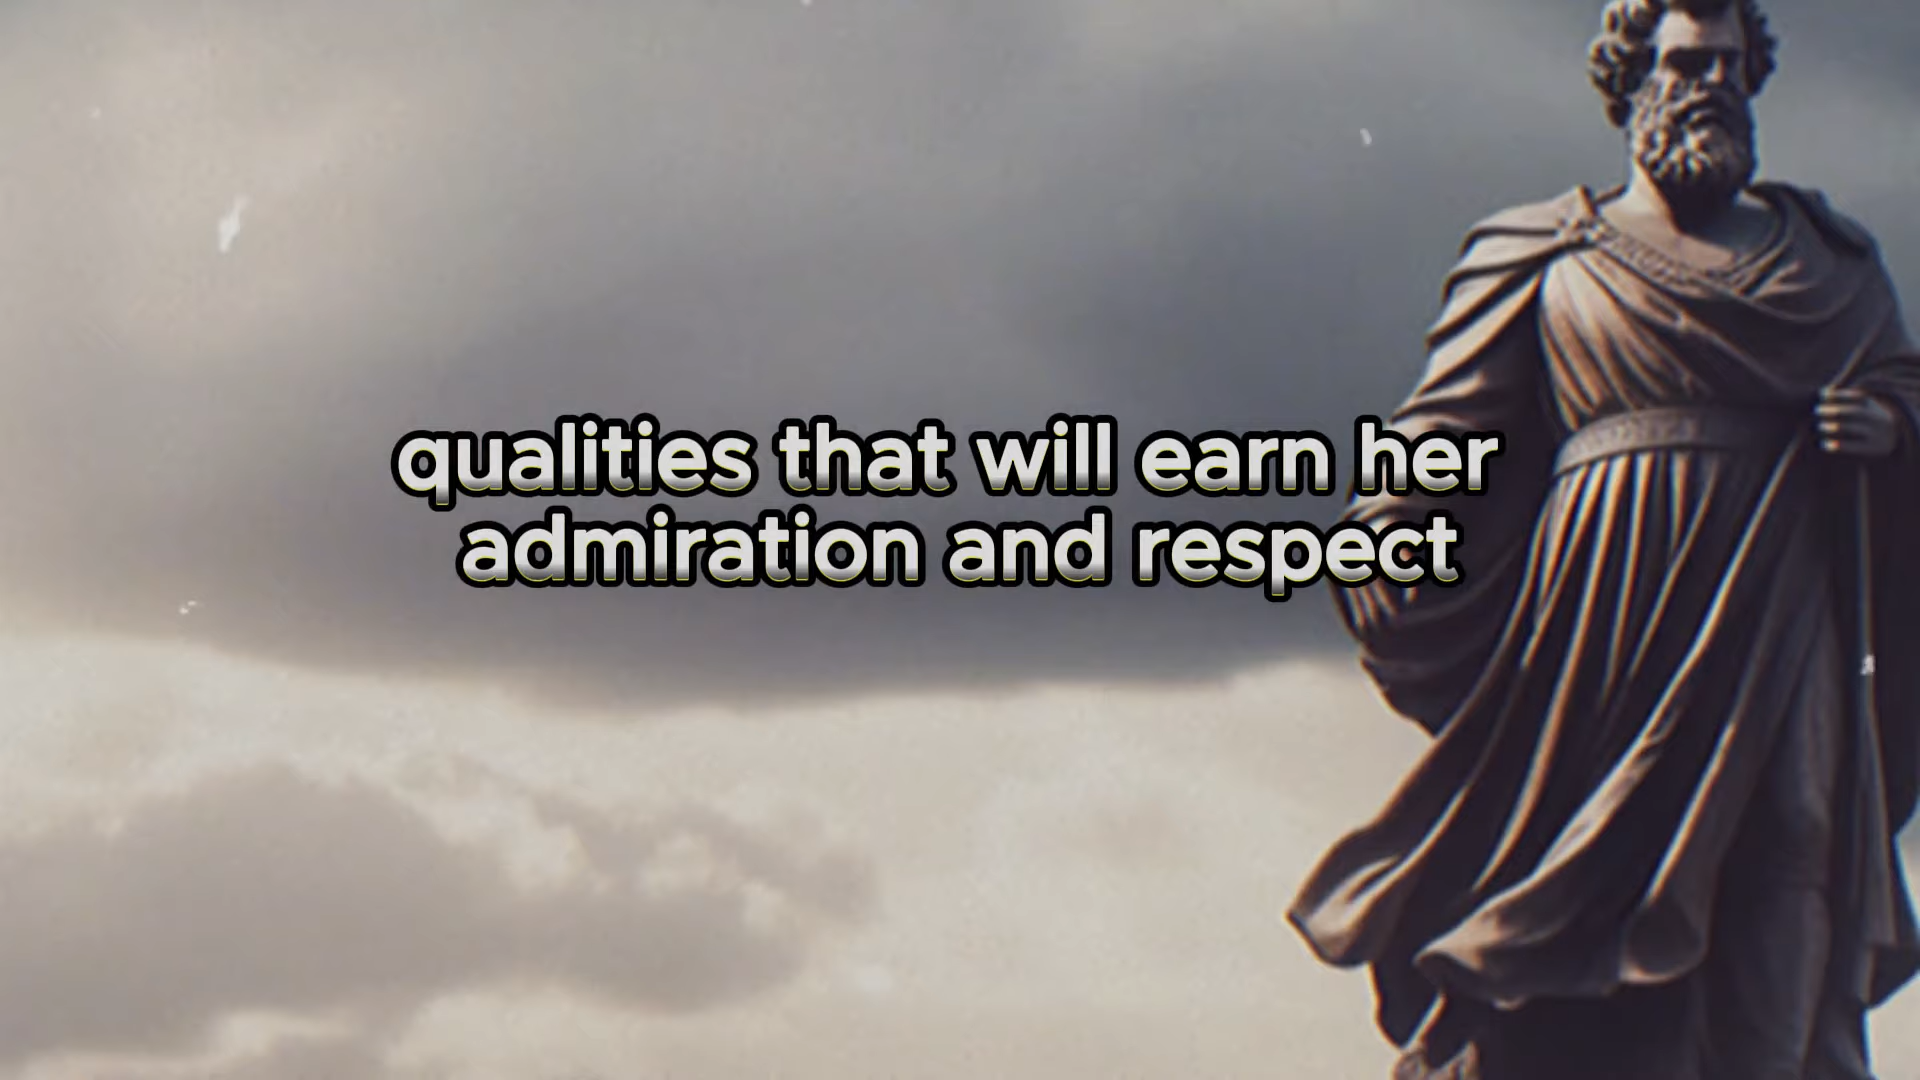 qualities that will earn her
admiration and respect